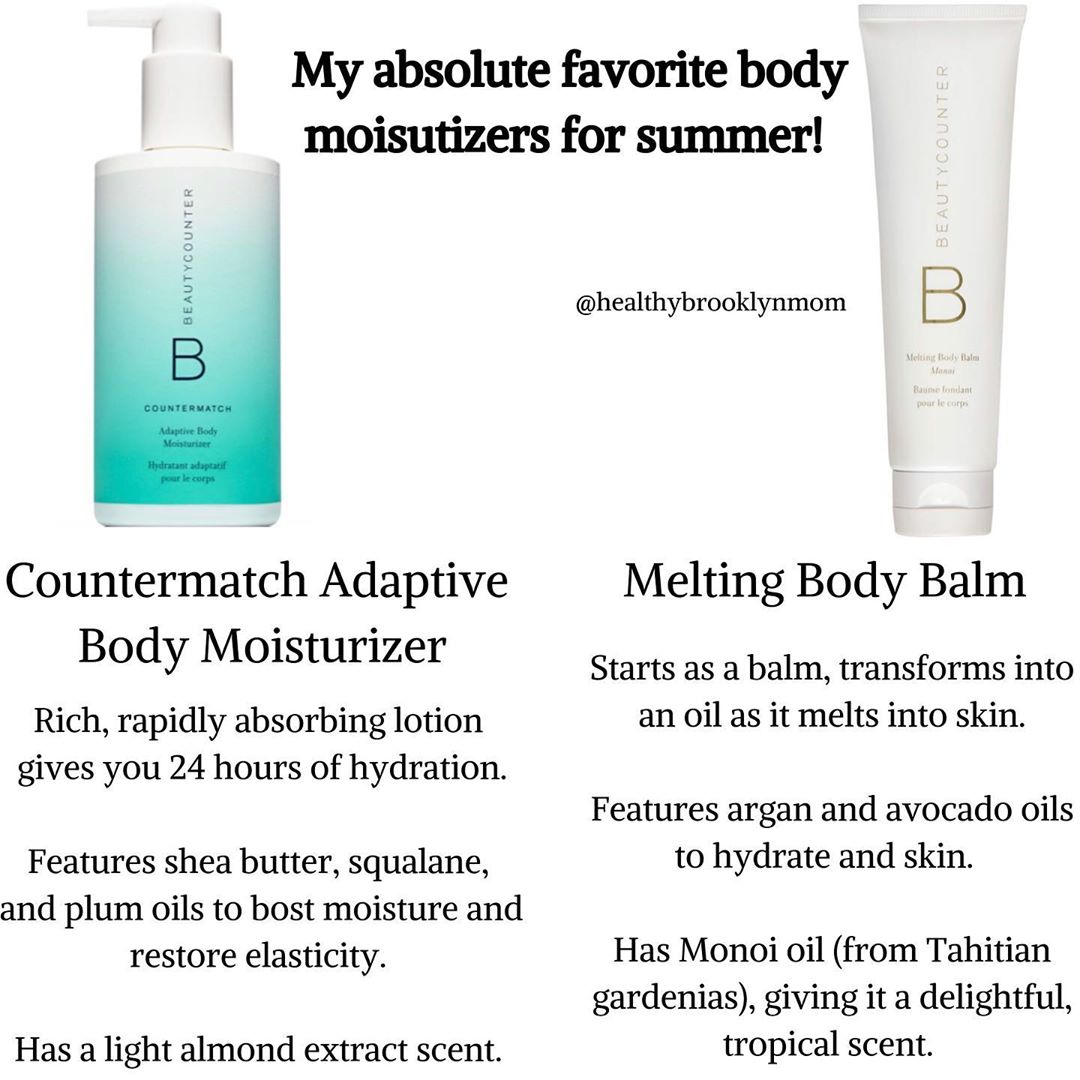 My absolute favorite body
moisutizers for summer!
@healthybrooklynmom
BEAUTYCOUNTER
B
COUNTERMATCH
Adaptive Body
Moisturizer
Hydratant adaptatif
pour le corps
BEAUTYCOUNTER
B
Melting Body Balm
Monoi
Baume fondant
pour le corps
Countermatch Adaptive
Body Moisturizer
Rich, rapidly absorbing lotion
gives you 24 hours of hydration.
Features shea butter, squalane,
and plum oils to bost moisture and
restore elasticity.
Has a light almond extract scent.
Melting Body Balm
Starts as a balm, transforms into
an oil as it melts into skin.
Features argan and avocado oils
to hydrate and skin.
Has Monoi oil (from Tahitian
gardenias), giving it a delightful,
tropical scent.